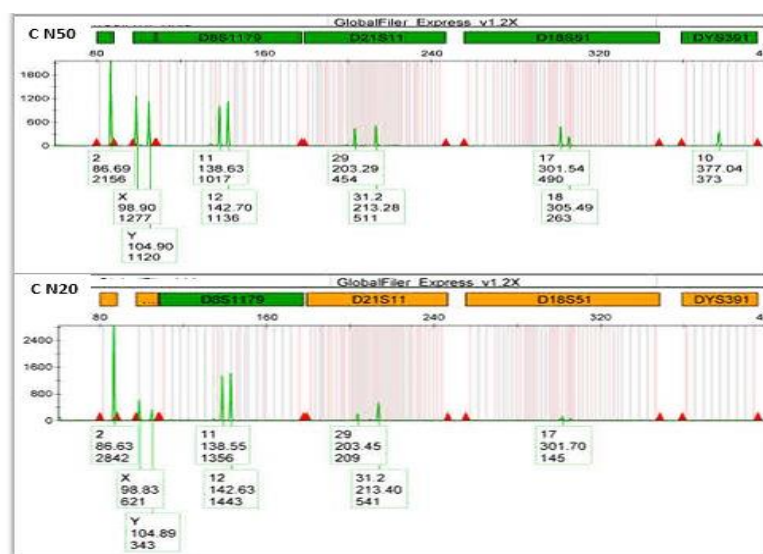 GlobalFiler Express v1.2X
C N50
D8S1179 D21S11 D18S51 DYS391
80 160 240 320
1800
1200
600
0
2 11 29 17 10
86.69 138.63 203.29 301.54 377.04
2156 1017 454 490 373
X 12 31.2 18
98.90 142.70 213.28 305.49
1277 1136 511 263
Y
104.90
1120
GlobalFiler Express v1.2X
C N20
... D8S1179 D21S11 D18S51 DYS391
80 160 240 320
2400
1600
800
0
2 11 29 17
86.63 138.55 203.45 301.70
2842 1356 209 145
X 12 31.2
98.83 142.63 213.40
621 1443 541
Y
104.89
343